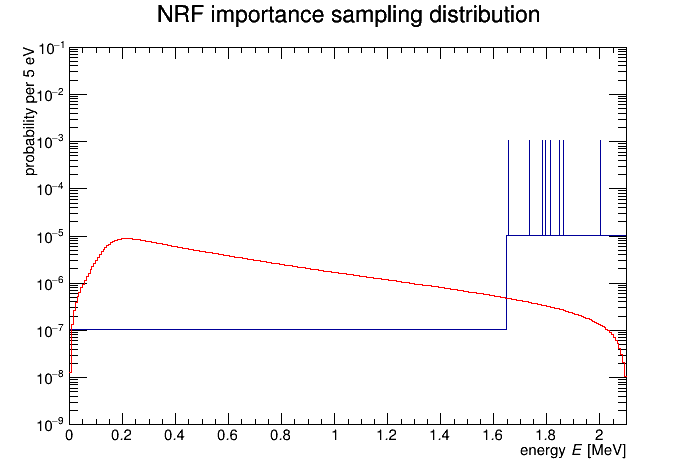 NRF importance sampling distribution
probability per 5 eV
10⁻¹
10⁻²
10⁻³
10⁻⁴
10⁻⁵
10⁻⁶
10⁻⁷
10⁻⁸
10⁻⁹
0 0.2 0.4 0.6 0.8 1 1.2 1.4 1.6 1.8 2
energy E [MeV]